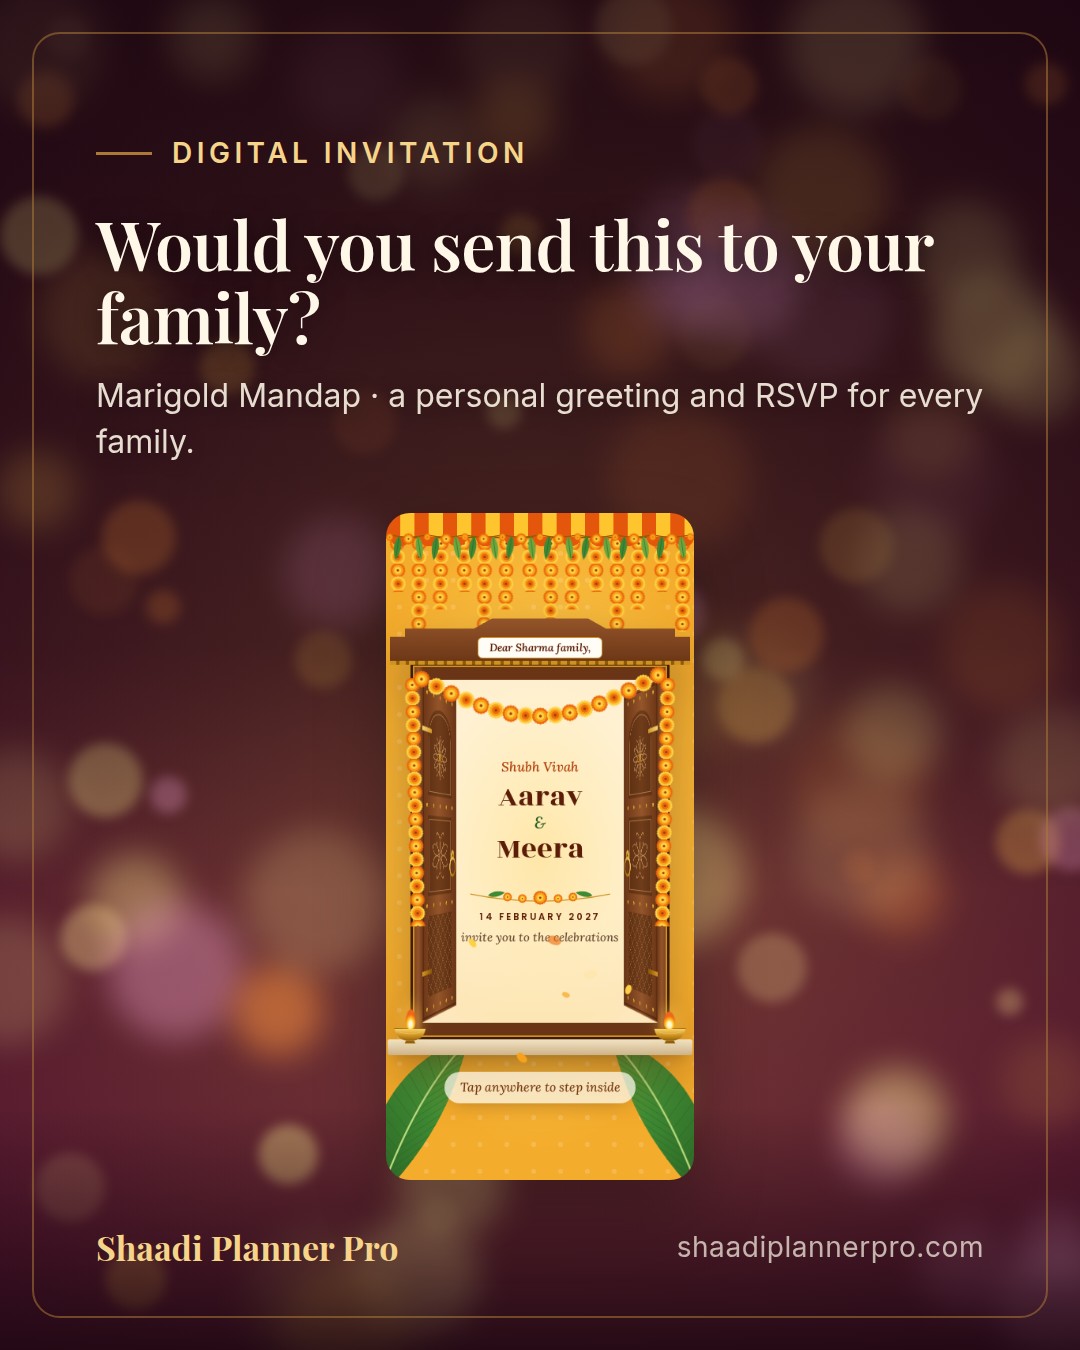 DIGITAL INVITATION
Would you send this to your
family?
Marigold Mandap · a personal greeting and RSVP for every
family.
Dear Sharma family,
Shubh Vivah
Aarav
&
Meera
14 FEBRUARY 2027
invite you to the celebrations
Tap anywhere to step inside
Shaadi Planner Pro
shaadiplannerpro.com